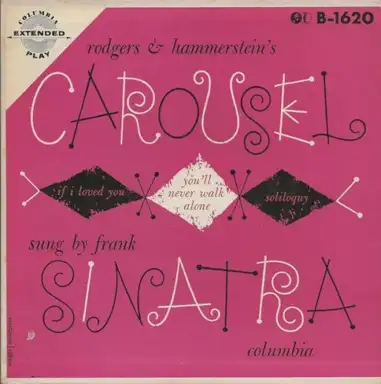 COLUMBIA
EXTENDED
PLAY
B-1620
rodgers & hammerstein's
CAROUSEL
if i loved you
you'll
never walk
alone
soliloquy
sung by frank
SINATRA
columbia